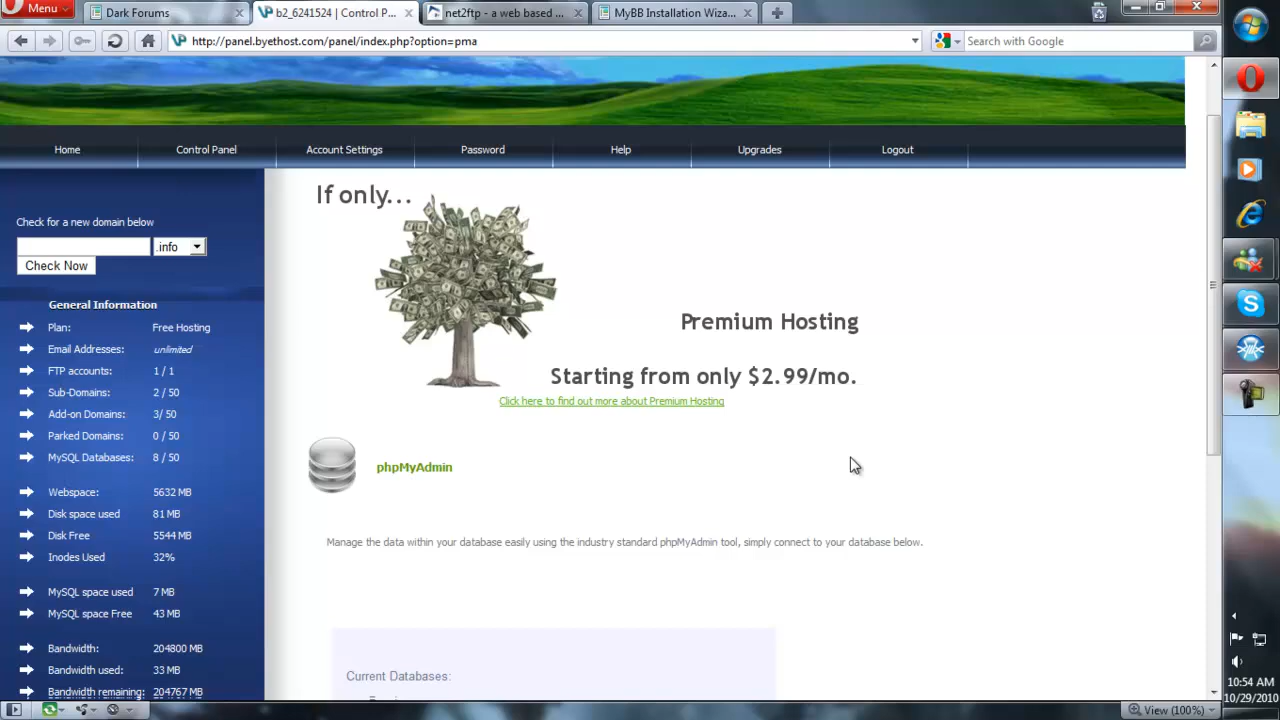 Menu
Dark Forums
b2_6241524 | Control P...
net2ftp - a web based ...
MyBB Installation Wiza...
http://panel.byethost.com/panel/index.php?option=pma
Search with Google
Home
Control Panel
Account Settings
Password
Help
Upgrades
Logout
Check for a new domain below
.info
Check Now
General Information
Plan: Free Hosting
Email Addresses: unlimited
FTP accounts: 1 / 1
Sub-Domains: 2 / 50
Add-on Domains: 3/ 50
Parked Domains: 0 / 50
MySQL Databases: 8 / 50
Webspace: 5632 MB
Disk space used 81 MB
Disk Free 5544 MB
Inodes Used 32%
MySQL space used 7 MB
MySQL space Free 43 MB
Bandwidth: 204800 MB
Bandwidth used: 33 MB
Bandwidth remaining: 204767 MB
If only...
Premium Hosting
Starting from only $2.99/mo.
Click here to find out more about Premium Hosting
phpMyAdmin
Manage the data within your database easily using the industry standard phpMyAdmin tool, simply connect to your database below.
Current Databases:
View (100%)
10:54 AM
10/29/2010